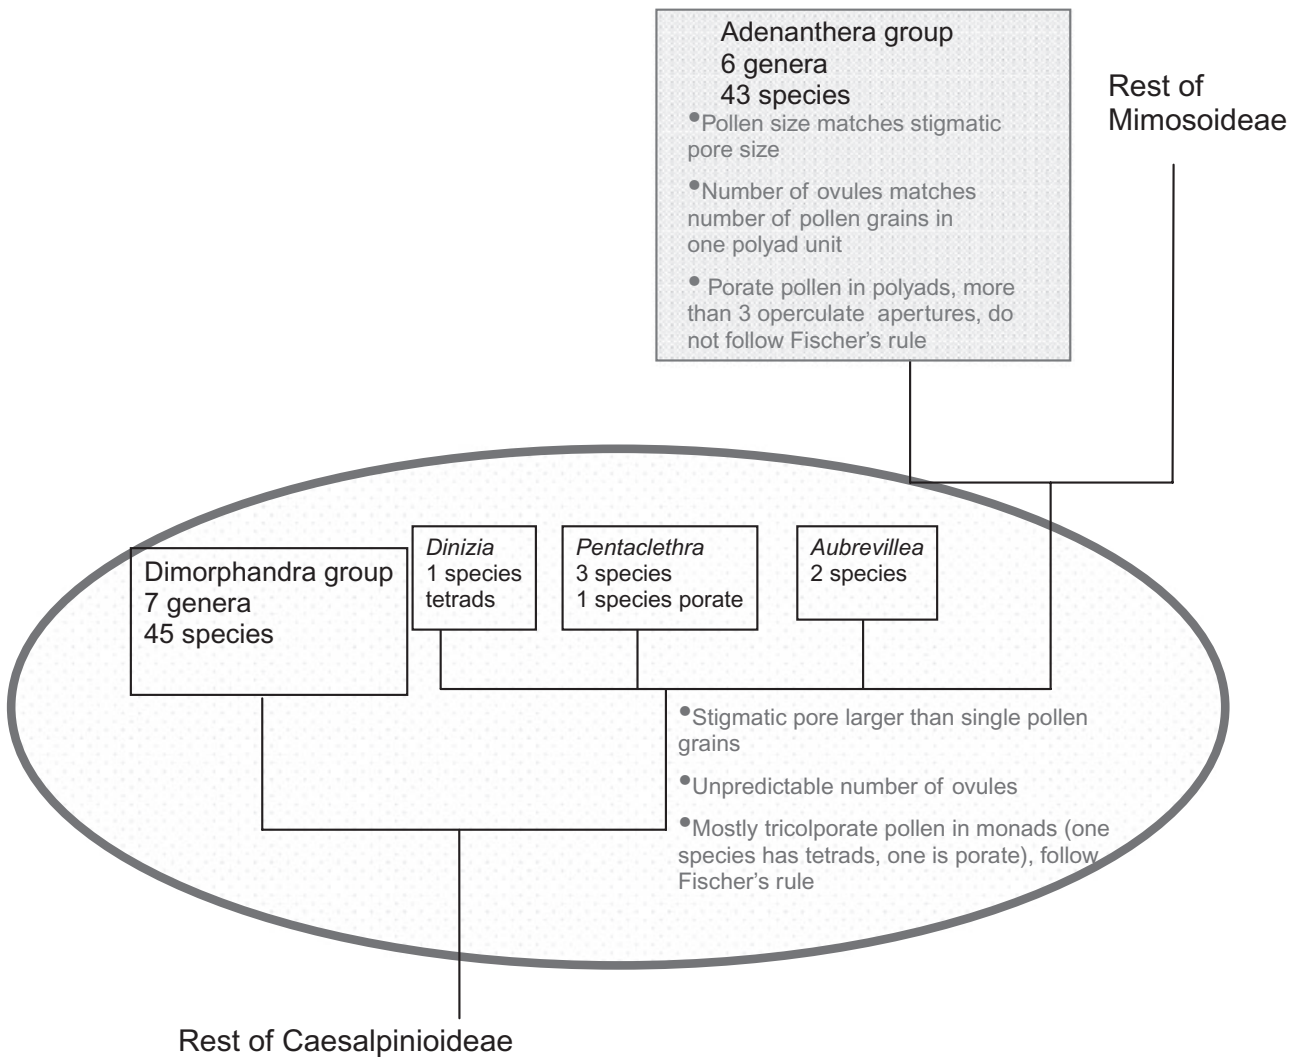 Adenanthera group
6 genera
43 species
•Pollen size matches stigmatic
pore size
•Number of ovules matches
number of pollen grains in
one polyad unit
• Porate pollen in polyads, more
than 3 operculate apertures, do
not follow Fischer's rule
Rest of
Mimosoideae
Dimorphandra group
7 genera
45 species
Dinizia
1 species
tetrads
Pentaclethra
3 species
1 species porate
Aubrevillea
2 species
•Stigmatic pore larger than single pollen
grains
•Unpredictable number of ovules
•Mostly tricolporate pollen in monads (one
species has tetrads, one is porate), follow
Fischer's rule
Rest of Caesalpinioideae